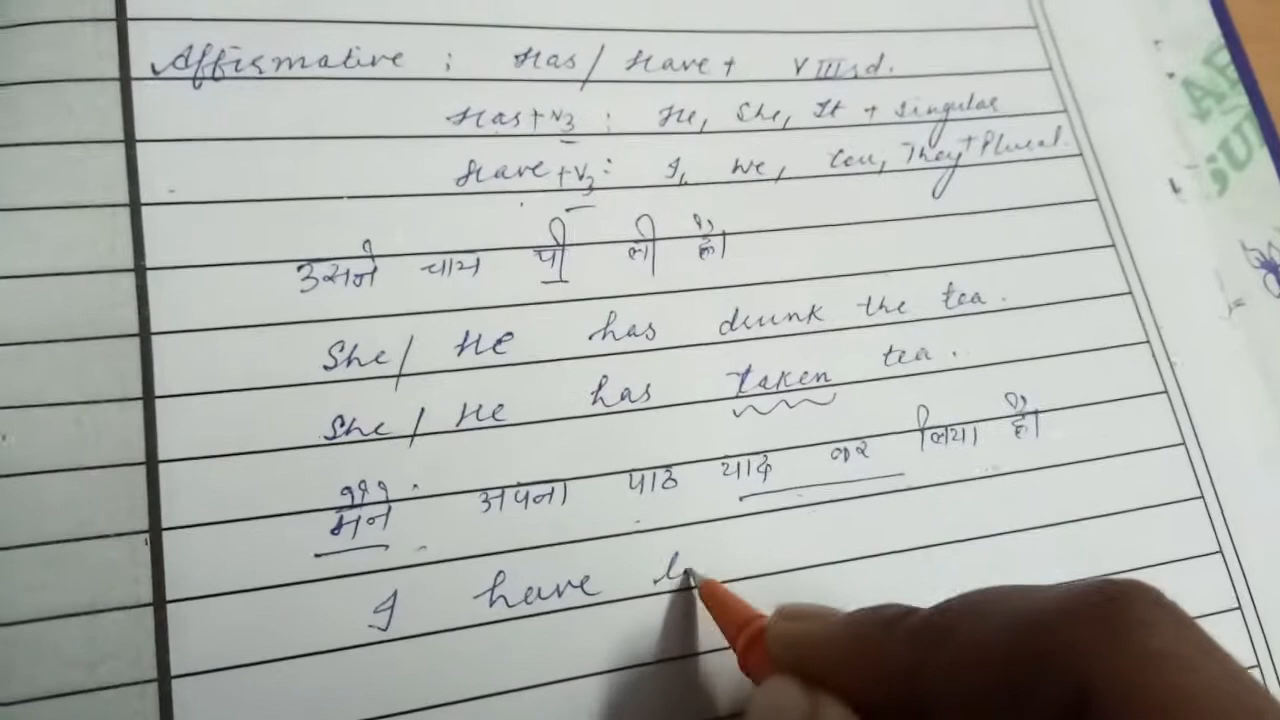 Affirmative : Has/ Have + VIIIrd.
Has + V3 : He, She, It + Singular
Have + V3 : I, We, You, They + Plural.
उसने चाय पी ली है।
She/ He has drunk the tea.
She/ He has taken tea.
मैंने अपना पाठ याद कर लिया है।
I have